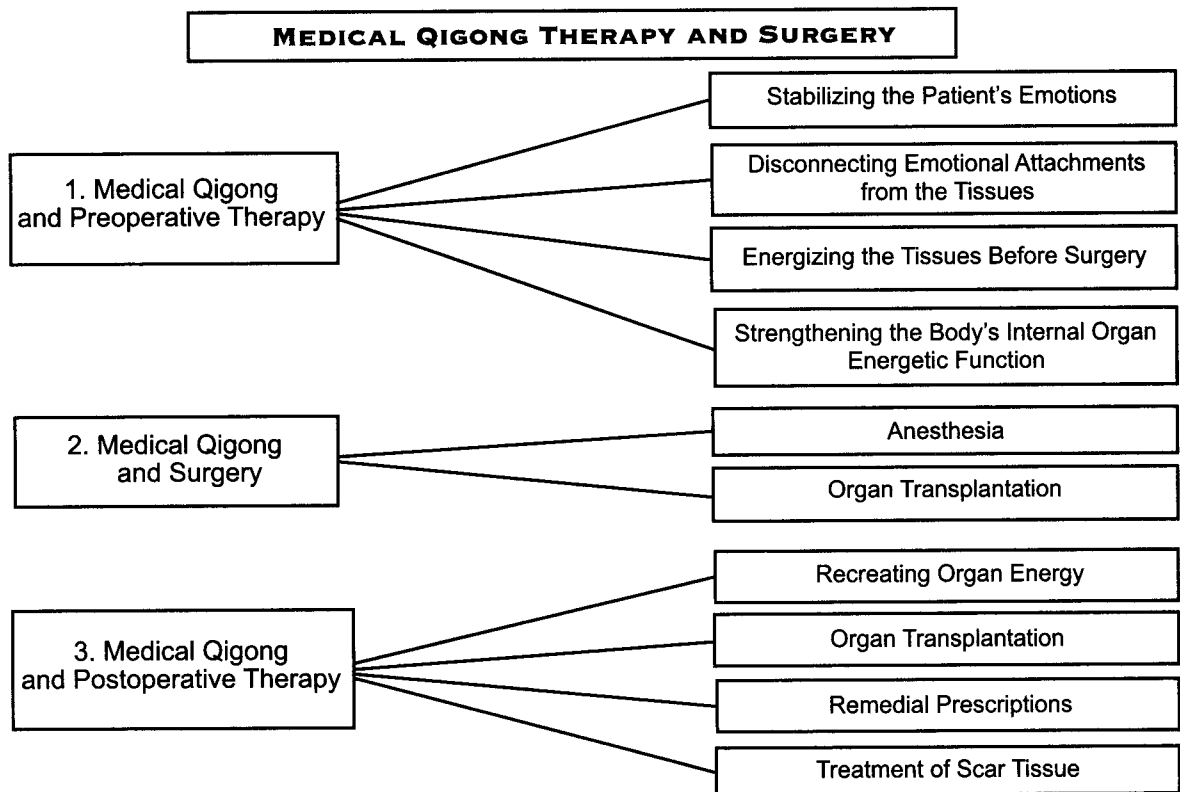 MEDICAL QIGONG THERAPY AND SURGERY
1. Medical Qigong
and Preoperative Therapy
Stabilizing the Patient's Emotions
Disconnecting Emotional Attachments
from the Tissues
Energizing the Tissues Before Surgery
Strengthening the Body's Internal Organ
Energetic Function
2. Medical Qigong
and Surgery
Anesthesia
Organ Transplantation
3. Medical Qigong
and Postoperative Therapy
Recreating Organ Energy
Organ Transplantation
Remedial Prescriptions
Treatment of Scar Tissue